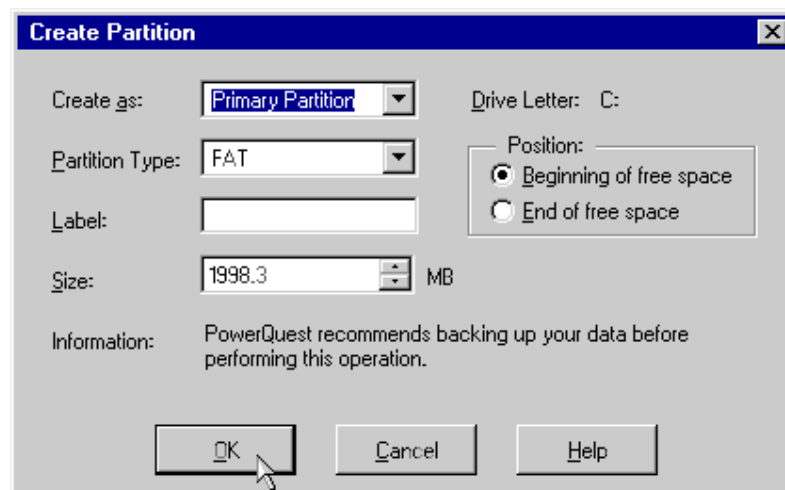 Create Partition
Create as: Primary Partition Drive Letter: C:
Partition Type: FAT
Position:
Beginning of free space
End of free space
Label:
Size: 1998.3 MB
Information: PowerQuest recommends backing up your data before
performing this operation.
OK Cancel Help